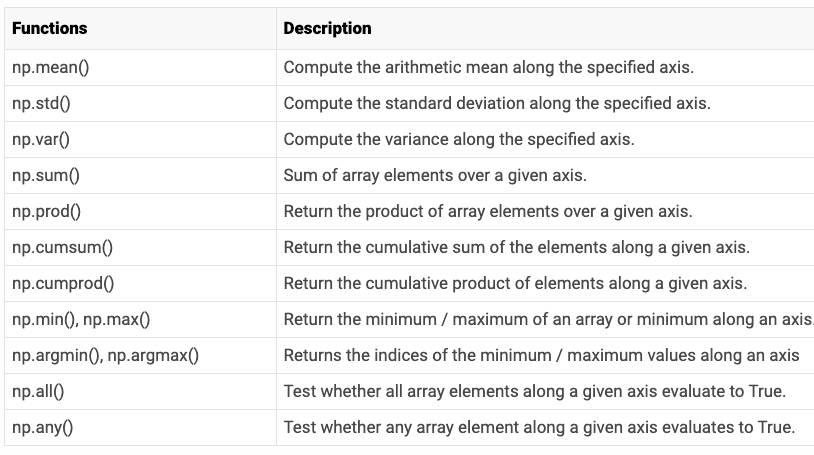 Functions Description
np.mean() Compute the arithmetic mean along the specified axis.
np.std() Compute the standard deviation along the specified axis.
np.var() Compute the variance along the specified axis.
np.sum() Sum of array elements over a given axis.
np.prod() Return the product of array elements over a given axis.
np.cumsum() Return the cumulative sum of the elements along a given axis.
np.cumprod() Return the cumulative product of elements along a given axis.
np.min(), np.max() Return the minimum / maximum of an array or minimum along an axis.
np.argmin(), np.argmax() Returns the indices of the minimum / maximum values along an axis
np.all() Test whether all array elements along a given axis evaluate to True.
np.any() Test whether any array element along a given axis evaluates to True.